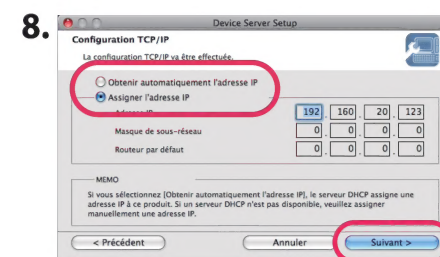 8.
Device Server Setup
Configuration TCP/IP
La configuration TCP/IP va être effectuée.
Obtenir automatiquement l'adresse IP
Assigner l'adresse IP
Adresse IP 192 . 160 . 20 . 123
Masque de sous-réseau 0 . 0 . 0 . 0
Routeur par défaut 0 . 0 . 0 . 0
MEMO
Si vous sélectionnez [Obtenir automatiquement l'adresse IP], le serveur DHCP assigne une
adresse IP à ce produit. Si un serveur DHCP n'est pas disponible, veuillez assigner
manuellement une adresse IP.
< Précédent
Annuler
Suivant >